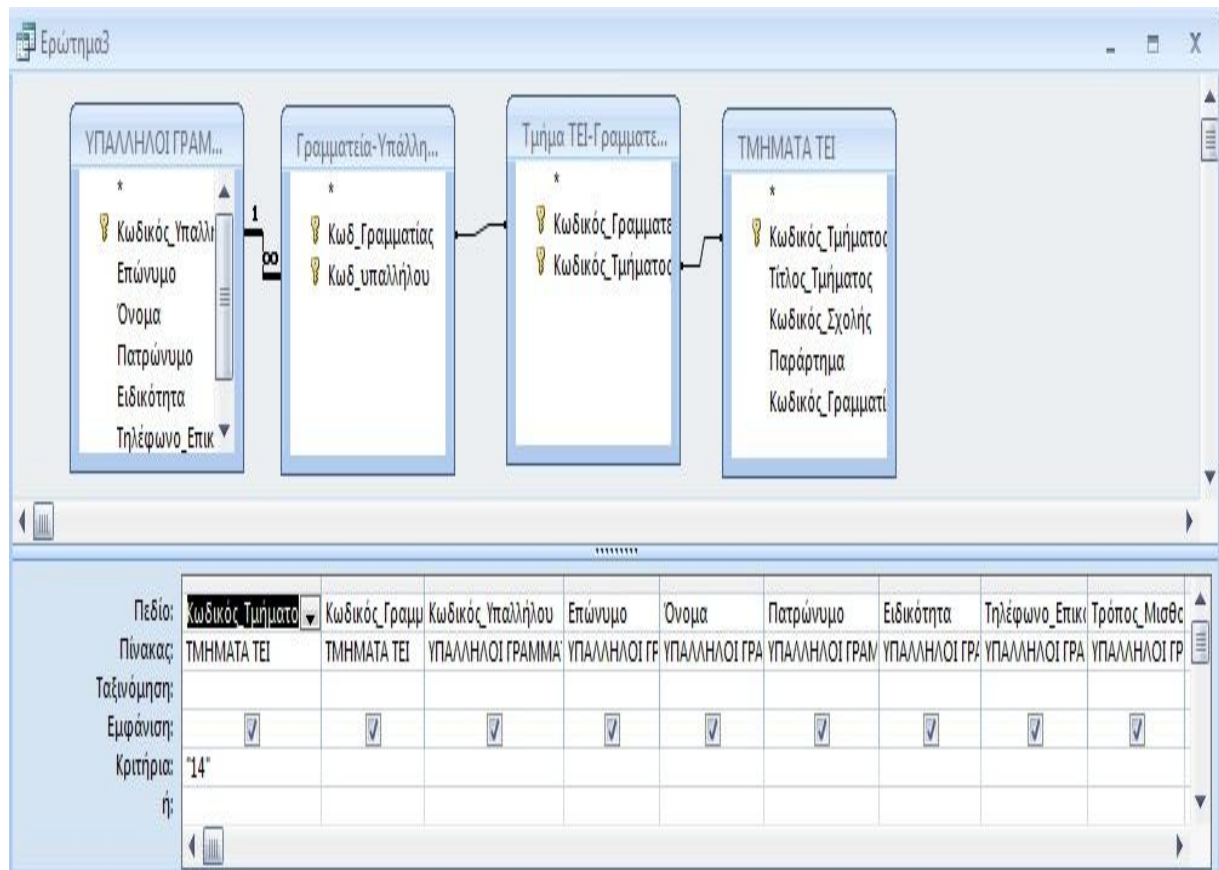 Ερώτημα3
ΥΠΑΛΛΗΛΟΙ ΓΡΑΜ...
*
Κωδικός_Υπαλλη
Επώνυμο
Όνομα
Πατρώνυμο
Ειδικότητα
Τηλέφωνο_Επικ
1
∞
Γραμματεία-Υπάλλη...
*
Κωδ_Γραμματίας
Κωδ_υπαλλήλου
Τμήμα ΤΕΙ-Γραμματε...
*
Κωδικός_Γραμματε
Κωδικός_Τμήματος
ΤΜΗΜΑΤΑ ΤΕΙ
*
Κωδικός_Τμήματος
Τίτλος_Τμήματος
Κωδικός_Σχολής
Παράρτημα
Κωδικός_Γραμματί
Πεδίο: Κωδικός_Τμήματο Κωδικός_Γραμμ Κωδικός_Υπαλλήλου Επώνυμο Όνομα Πατρώνυμο Ειδικότητα Τηλέφωνο_Επικο Τρόπος_Μισθο
Πίνακας: ΤΜΗΜΑΤΑ ΤΕΙ ΤΜΗΜΑΤΑ ΤΕΙ ΥΠΑΛΛΗΛΟΙ ΓΡΑΜΜΑ ΥΠΑΛΛΗΛΟΙ ΓΡ ΥΠΑΛΛΗΛΟΙ ΓΡΑ ΥΠΑΛΛΗΛΟΙ ΓΡΑΜ ΥΠΑΛΛΗΛΟΙ ΓΡΑ ΥΠΑΛΛΗΛΟΙ ΓΡΑ ΥΠΑΛΛΗΛΟΙ ΓΡ
Ταξινόμηση:
Εμφάνιση:
Κριτήρια: "14"
ή: